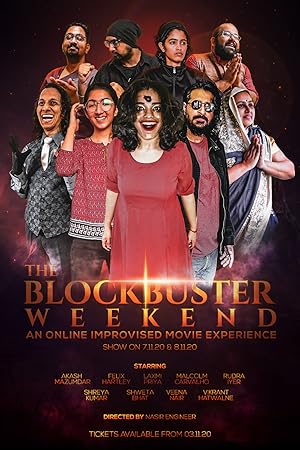 THE
BLOCKBUSTER
WEEKEND
AN ONLINE IMPROVISED MOVIE EXPERIENCE
SHOW ON 7.11.20 & 8.11.20
STARRING
AKASH MAZUMDAR FELIX HARTLEY LAXMI PRIYA MALCOLM CARVALHO RUDRA IYER
SHREYA KUMAR SHWETA BHAT VEENA NAIR VIKRANT HATWALNE
DIRECTED BY NASIR ENGINEER
TICKETS AVAILABLE FROM 03.11.20